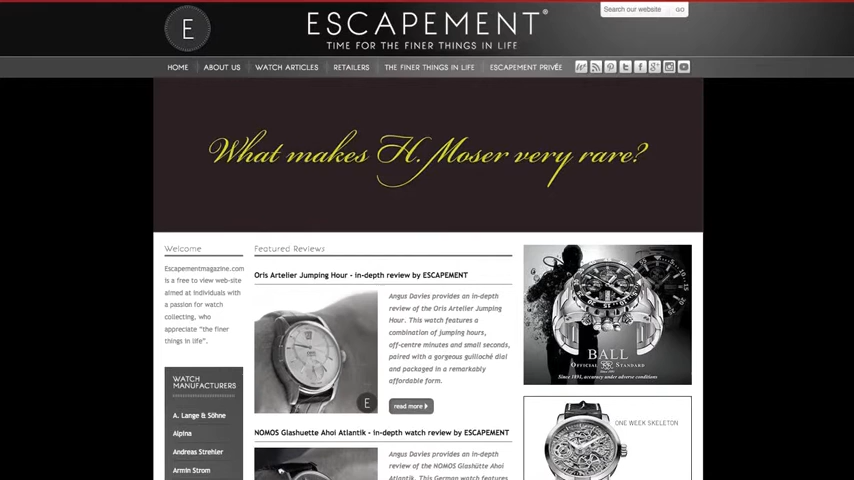 Search our website
GO
E
ESCAPEMENT®
TIME FOR THE FINER THINGS IN LIFE
HOME
ABOUT US
WATCH ARTICLES
RETAILERS
THE FINER THINGS IN LIFE
ESCAPEMENT PRIVÉE
What makes H. Moser very rare?
Welcome
Escapementmagazine.com
is a free to view web-site
aimed at individuals with
a passion for watch
collecting, who
appreciate "the finer
things in life".
WATCH
MANUFACTURERS
A. Lange & Söhne
Alpina
Andreas Strehler
Armin Strom
Featured Reviews
Oris Artelier Jumping Hour - in-depth review by ESCAPEMENT
Angus Davies provides an in-
depth review of the Oris Artelier Jumping
Hour. This watch features a
combination of jumping hours,
off-centre minutes and small seconds,
paired with a gorgeous guilloché dial
and packaged in a remarkably
affordable form.
E
read more
NOMOS Glashuette Ahoi Atlantik - in-depth watch review by ESCAPEMENT
Angus Davies provides an in-depth
review of the NOMOS Glashütte Ahoi
Atlantik. This German watch features
BALL
OFFICIAL STANDARD
Since 1891, accuracy under adverse conditions
ONE WEEK SKELETON